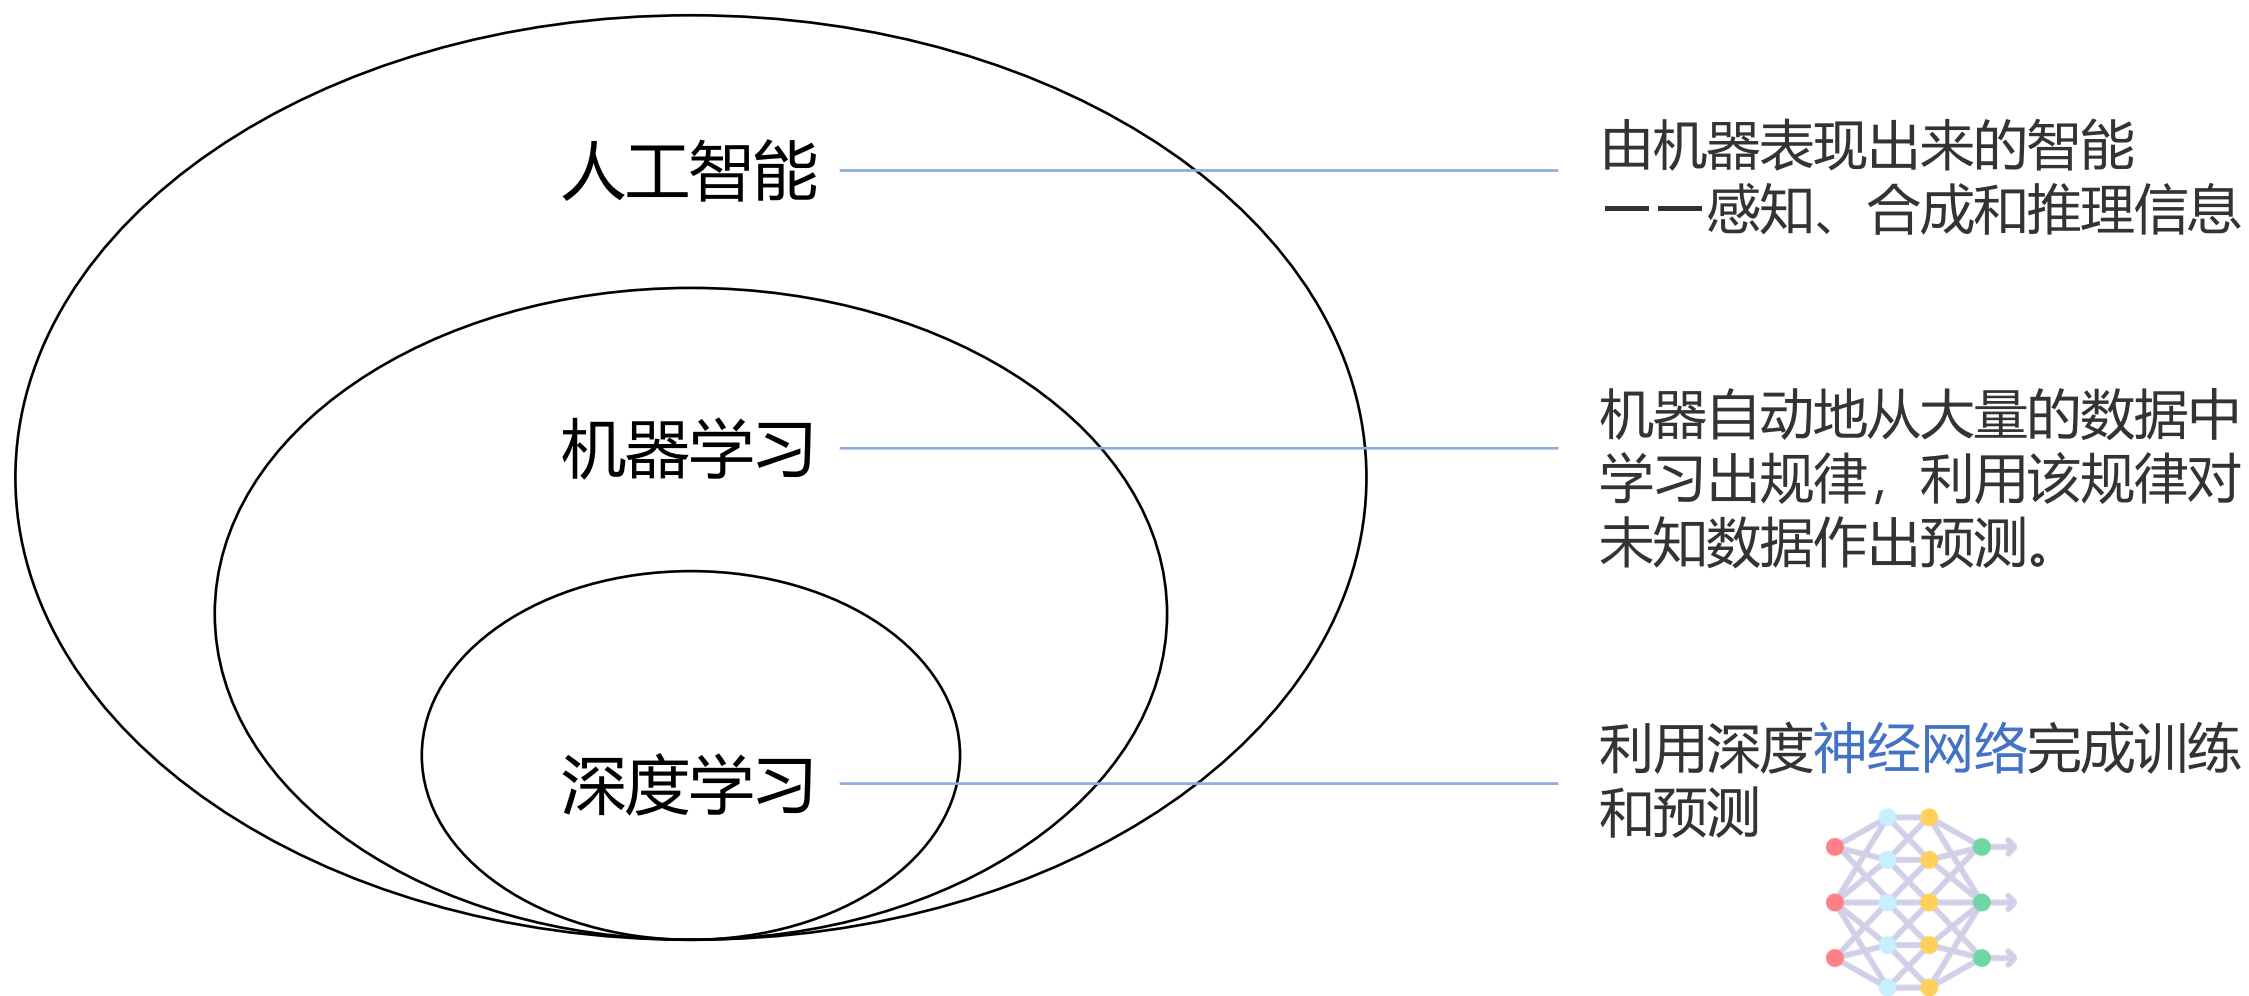 人工智能
由机器表现出来的智能
——感知、合成和推理信息
机器学习
机器自动地从大量的数据中
学习出规律，利用该规律对
未知数据作出预测。
深度学习
利用深度神经网络完成训练
和预测